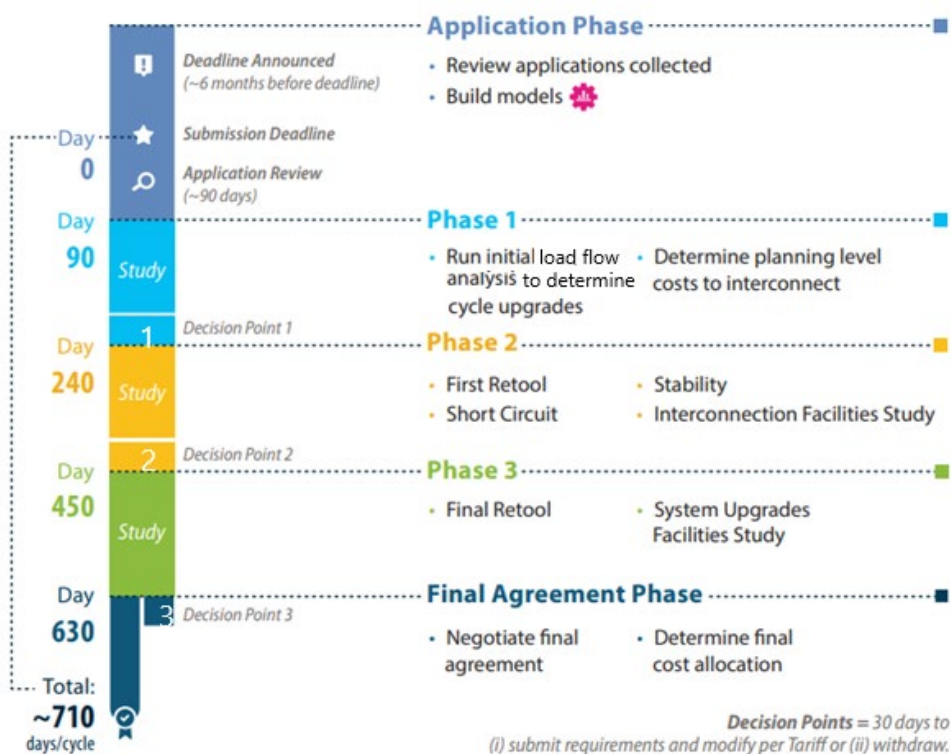 Application Phase
Deadline Announced
(~6 months before deadline)
• Review applications collected
• Build models
Day
0
Submission Deadline
Application Review
(~90 days)
Day
90
Phase 1
Study
• Run initial load flow
analysis to determine
cycle upgrades
• Determine planning level
costs to interconnect
1
Decision Point 1
Day
240
Phase 2
Study
• First Retool
• Short Circuit
• Stability
• Interconnection Facilities Study
2
Decision Point 2
Day
450
Phase 3
Study
• Final Retool
• System Upgrades
Facilities Study
Day
630
Final Agreement Phase
3
Decision Point 3
• Negotiate final
agreement
• Determine final
cost allocation
Total:
~710
days/cycle
Decision Points = 30 days to
(i) submit requirements and modify per Tariff or (ii) withdraw.